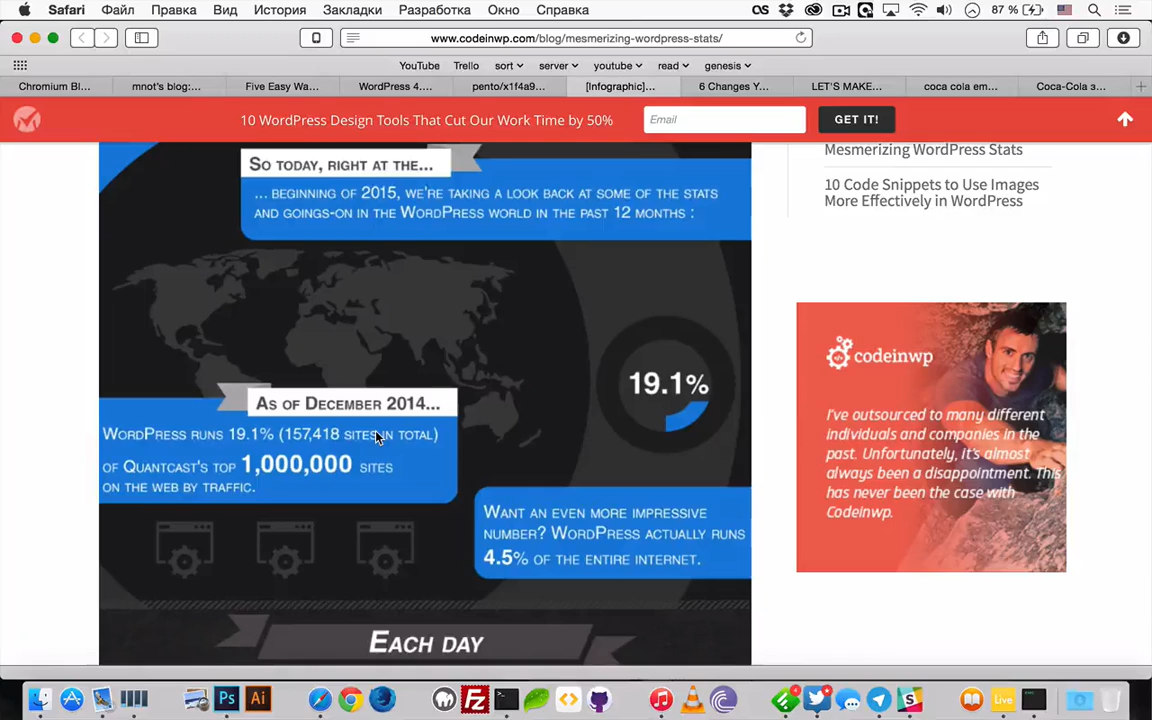 Safari Файл Правка Вид История Закладки Разработка Окно Справка
87 %
www.codeinwp.com/blog/mesmerizing-wordpress-stats/
YouTube Trello sort server youtube read genesis
Chromium Bl... mnot's blog:... Five Easy Wa... WordPress 4.... pento/x1f4a9... [Infographic]... 6 Changes Y... LET'S MAKE... coca cola em... Coca-Cola з...
10 WordPress Design Tools That Cut Our Work Time by 50% Email GET IT!
So today, right at the...
... beginning of 2015, we're taking a look back at some of the stats
and goings-on in the WordPress world in the past 12 months :
19.1%
As of December 2014...
WordPress runs 19.1% (157,418 sites in total)
of Quantcast's top 1,000,000 sites
on the web by traffic.
Want an even more impressive
number? WordPress actually runs
4.5% of the entire internet.
Each day
Mesmerizing WordPress Stats
10 Code Snippets to Use Images
More Effectively in WordPress
codeinwp
I've outsourced to many different
individuals and companies in the
past. Unfortunately, it's almost
always been a disappointment. This
has never been the case with
Codeinwp.
Ps Ai Fz Live